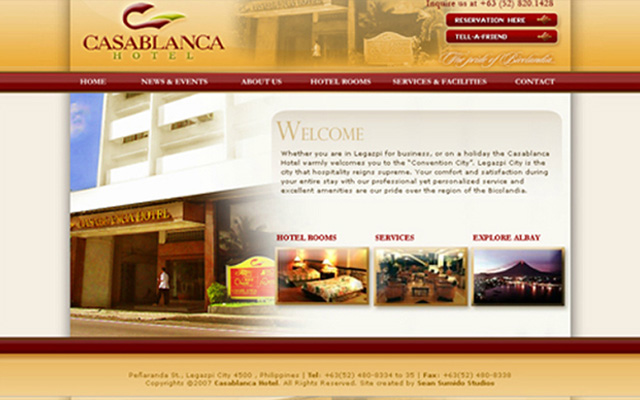 Inquire us at +63 (52) 820.1428
CASABLANCA
HOTEL
RESERVATION HERE
TELL-A-FRIEND
The pride of Bicolandia
HOME NEWS & EVENTS ABOUT US HOTEL ROOMS SERVICES & FACILITIES CONTACT
WELCOME
Whether you are in Legazpi for business, or on a holiday the Casablanca
Hotel warmly welcomes you to the "Convention City". Legazpi City is the
city that hospitality reigns supreme. Your comfort and satisfaction during
your entire stay with our professional yet personalized service and
excellent amenities are our pride over the region of the Bicolandia.
HOTEL ROOMS SERVICES EXPLORE ALBAY
Peñaranda St., Legazpi City 4500 , Philippines | Tel: +63(52) 480-8334 to 35 | Fax: +63(52) 480-8338
Copyrights ©2007 Casablanca Hotel. All Rights Reserved. Site created by Sean Sumido Studios